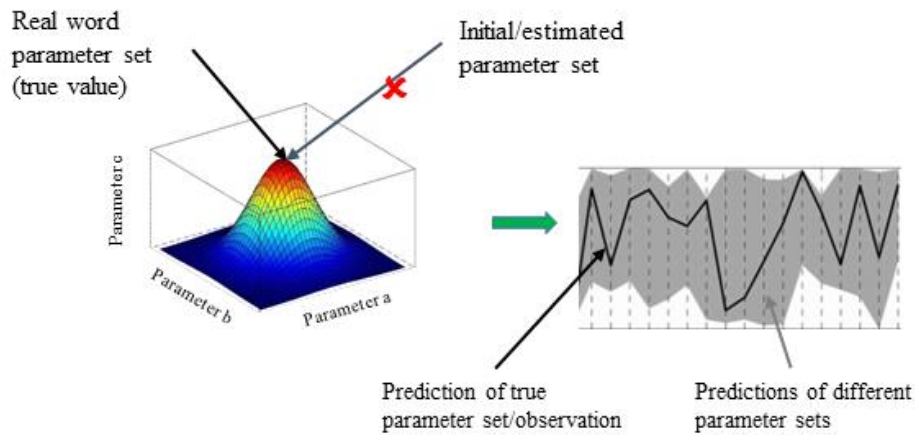 Real word
parameter set
(true value)
Initial/estimated
parameter set
Parameter c
Parameter b
Parameter a
Prediction of true
parameter set/observation
Predictions of different
parameter sets